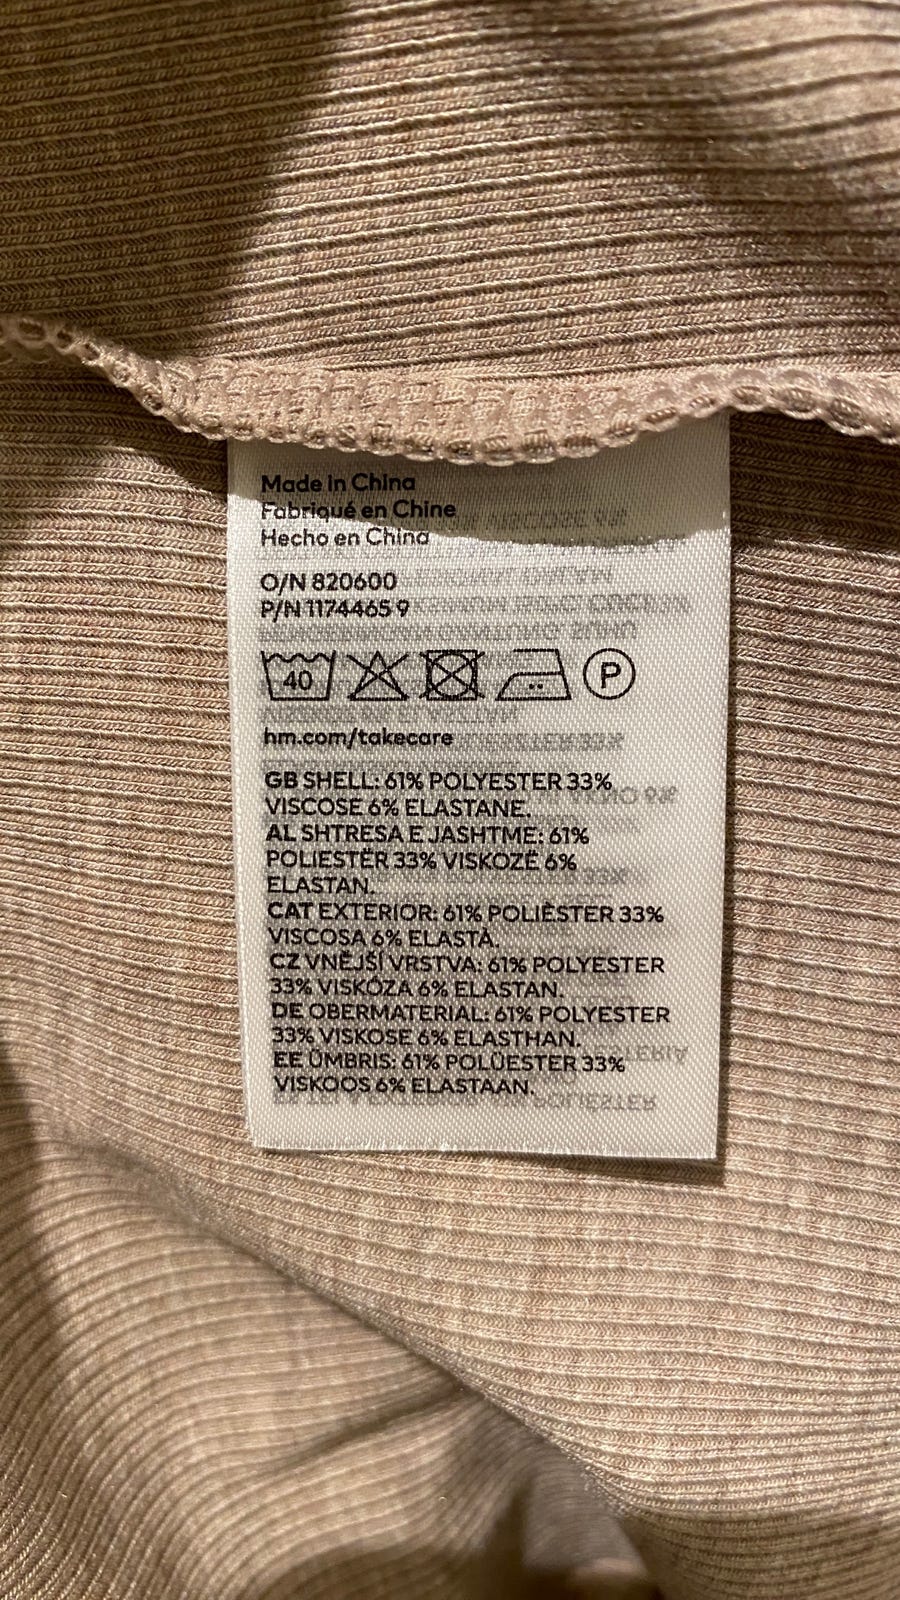 Made in China
Fabriqué en Chine
Hecho en China
O/N 820600
P/N 1174465 9
40
P
hm.com/takecare
GB SHELL: 61% POLYESTER 33%
VISCOSE 6% ELASTANE.
AL SHTRESA E JASHTME: 61%
POLIESTËR 33% VISKOZË 6%
ELASTAN.
CAT EXTERIOR: 61% POLIÈSTER 33%
VISCOSA 6% ELASTÀ.
CZ VNĚJŠÍ VRSTVA: 61% POLYESTER
33% VISKÓZA 6% ELASTAN.
DE OBERMATERIAL: 61% POLYESTER
33% VISKOSE 6% ELASTHAN.
EE ÜMBRIS: 61% POLÜESTER 33%
VISKOOS 6% ELASTAAN.